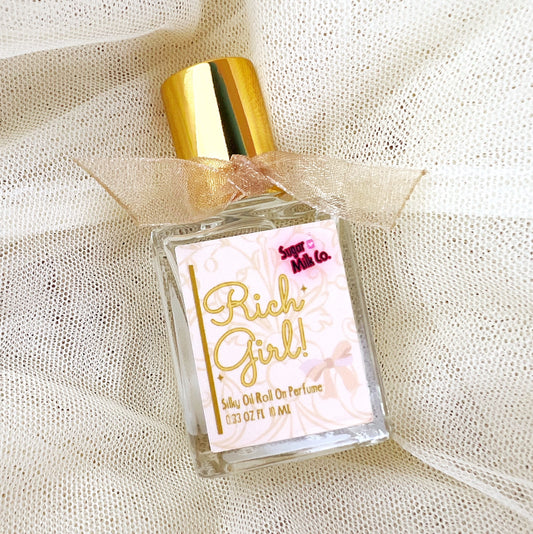 Sugar
Milk Co.
Rich
Girl!
Silky Oil Roll On Perfume
0.33 OZ FL 10 ML